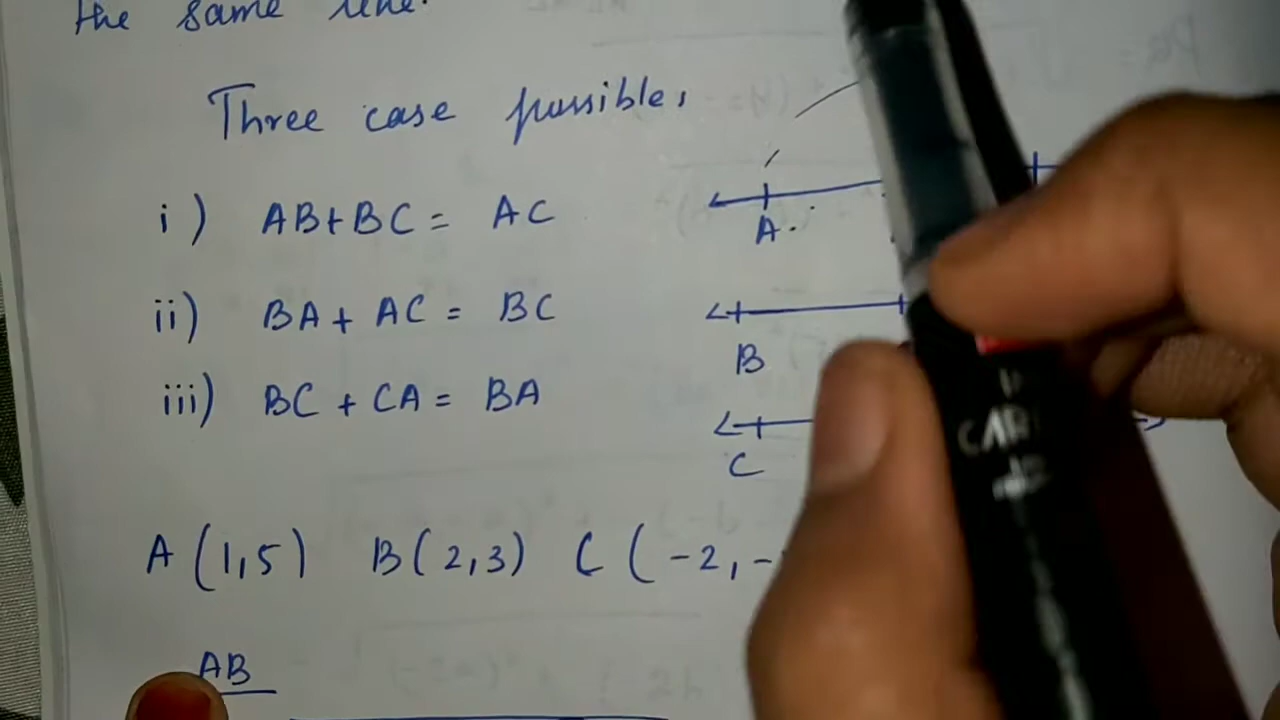 the same line.
Three case possible,
i) AB+BC = AC
A.
ii) BA + AC = BC
B
iii) BC + CA = BA
C
A (1,5) B (2,3) C (-2,-
AB